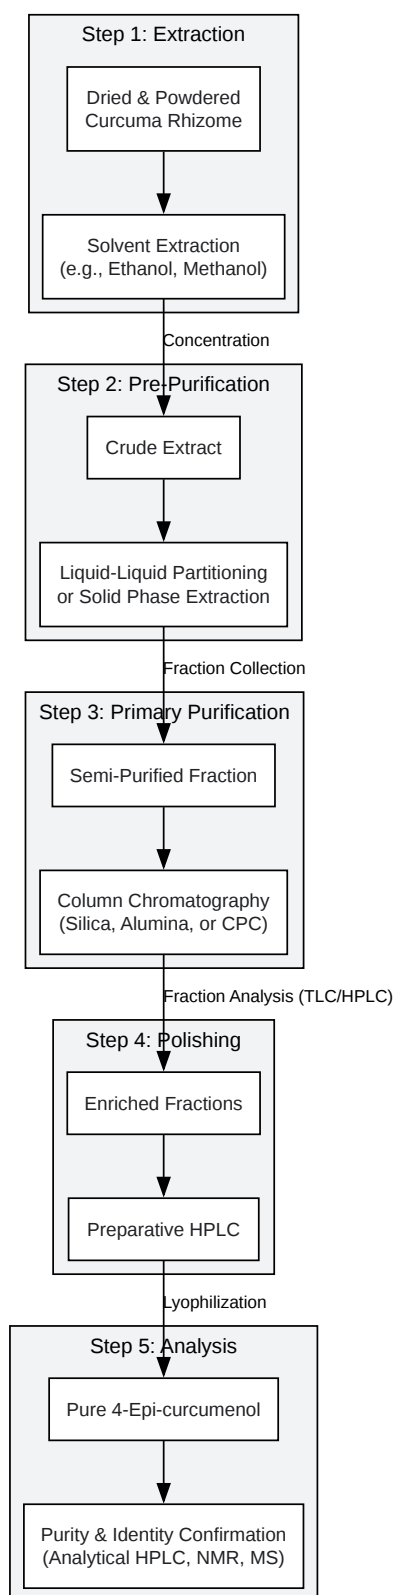 Step 1: Extraction
Dried & Powdered
Curcuma Rhizome
Solvent Extraction
(e.g., Ethanol, Methanol)
Concentration
Step 2: Pre-Purification
Crude Extract
Liquid-Liquid Partitioning
or Solid Phase Extraction
Fraction Collection
Step 3: Primary Purification
Semi-Purified Fraction
Column Chromatography
(Silica, Alumina, or CPC)
Fraction Analysis (TLC/HPLC)
Step 4: Polishing
Enriched Fractions
Preparative HPLC
Lyophilization
Step 5: Analysis
Pure 4-Epi-curcumenol
Purity & Identity Confirmation
(Analytical HPLC, NMR, MS)